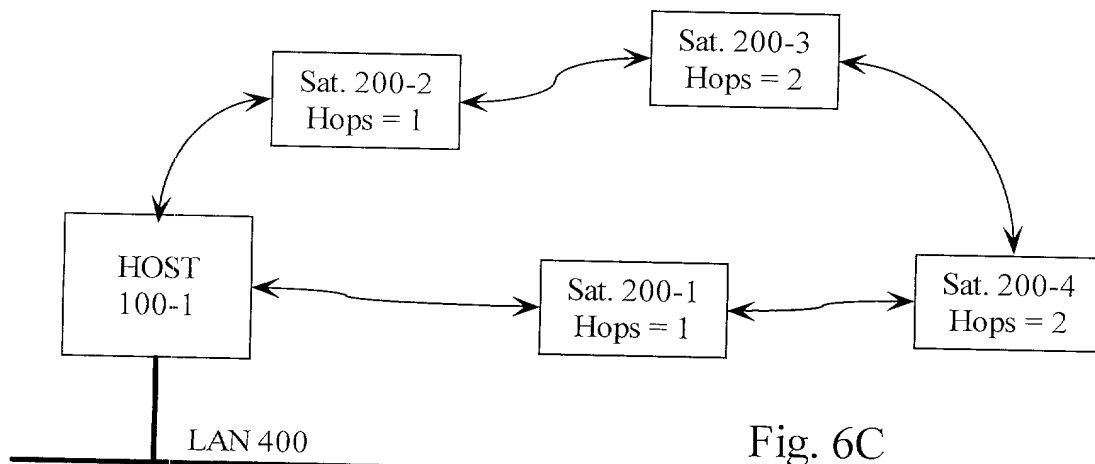 Sat. 200-3
Hops = 2
Sat. 200-2
Hops = 1
HOST
100-1
Sat. 200-1
Hops = 1
Sat. 200-4
Hops = 2
LAN 400
Fig. 6C